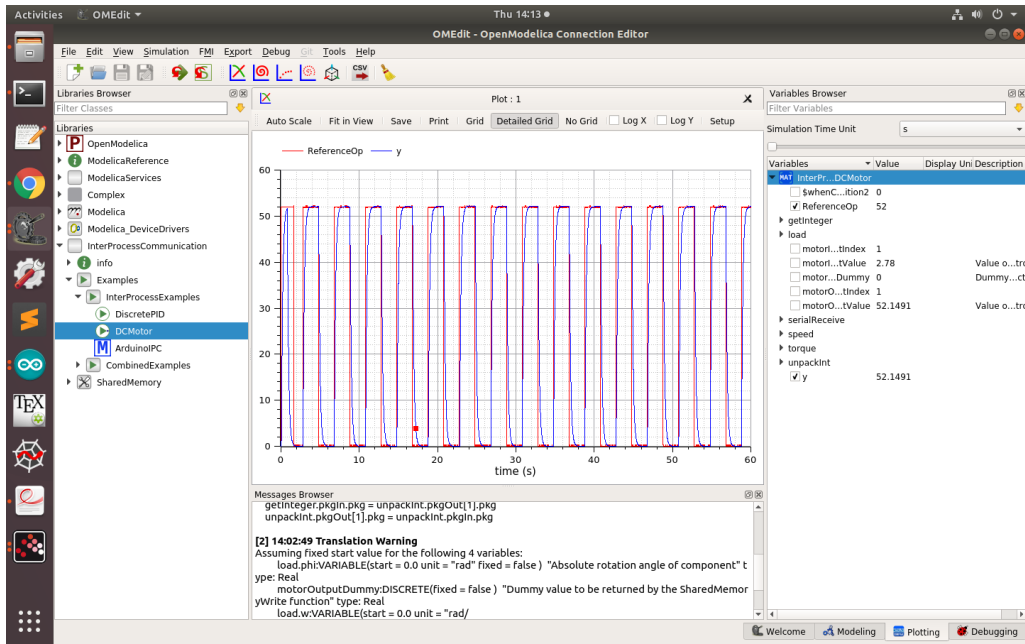 Activities
OMEdit
Thu 14:13
OMEdit - OpenModelica Connection Editor
File Edit View Simulation FMI Export Debug Git Tools Help
CSV
Libraries Browser
Filter Classes
Libraries
P OpenModelica
i ModelicaReference
ModelicaServices
Complex
Modelica
Modelica_DeviceDrivers
InterProcessCommunication
i info
Examples
InterProcessExamples
DiscretePID
DCMotor
M ArduinoIPC
CombinedExamples
SharedMemory
TEX
Plot : 1
Auto Scale Fit in View Save Print Grid Detailed Grid No Grid Log X Log Y Setup
ReferenceOp y
60
50
40
30
20
10
0
0 10 20 30 40 50 60
time (s)
Messages Browser
getInteger.pkgIn.pkg = unpackInt.pkgOut[1].pkg
unpackInt.pkgOut[1].pkg = unpackInt.pkgIn.pkg
[2] 14:02:49 Translation Warning
Assuming fixed start value for the following 4 variables:
load.phi:VARIABLE(start = 0.0 unit = "rad" fixed = false ) "Absolute rotation angle of component" t
ype: Real
motorOutputDummy:DISCRETE(fixed = false ) "Dummy value to be returned by the SharedMemor
yWrite function" type: Real
load.w:VARIABLE(start = 0.0 unit = "rad/
Variables Browser
Filter Variables
Simulation Time Unit s
Variables Value Display Uni Description
MAT InterPr...DCMotor
$whenC...ition2 0
ReferenceOp 52
getInteger
load
motorI...tIndex 1
motorI...tValue 2.78 Value o...tro
motor...Dummy 0 Dummy...ct
motorO...tIndex 1
motorO...tValue 52.1491 Value o...tro
serialReceive
speed
torque
unpackInt
y 52.1491
Welcome Modeling Plotting Debugging